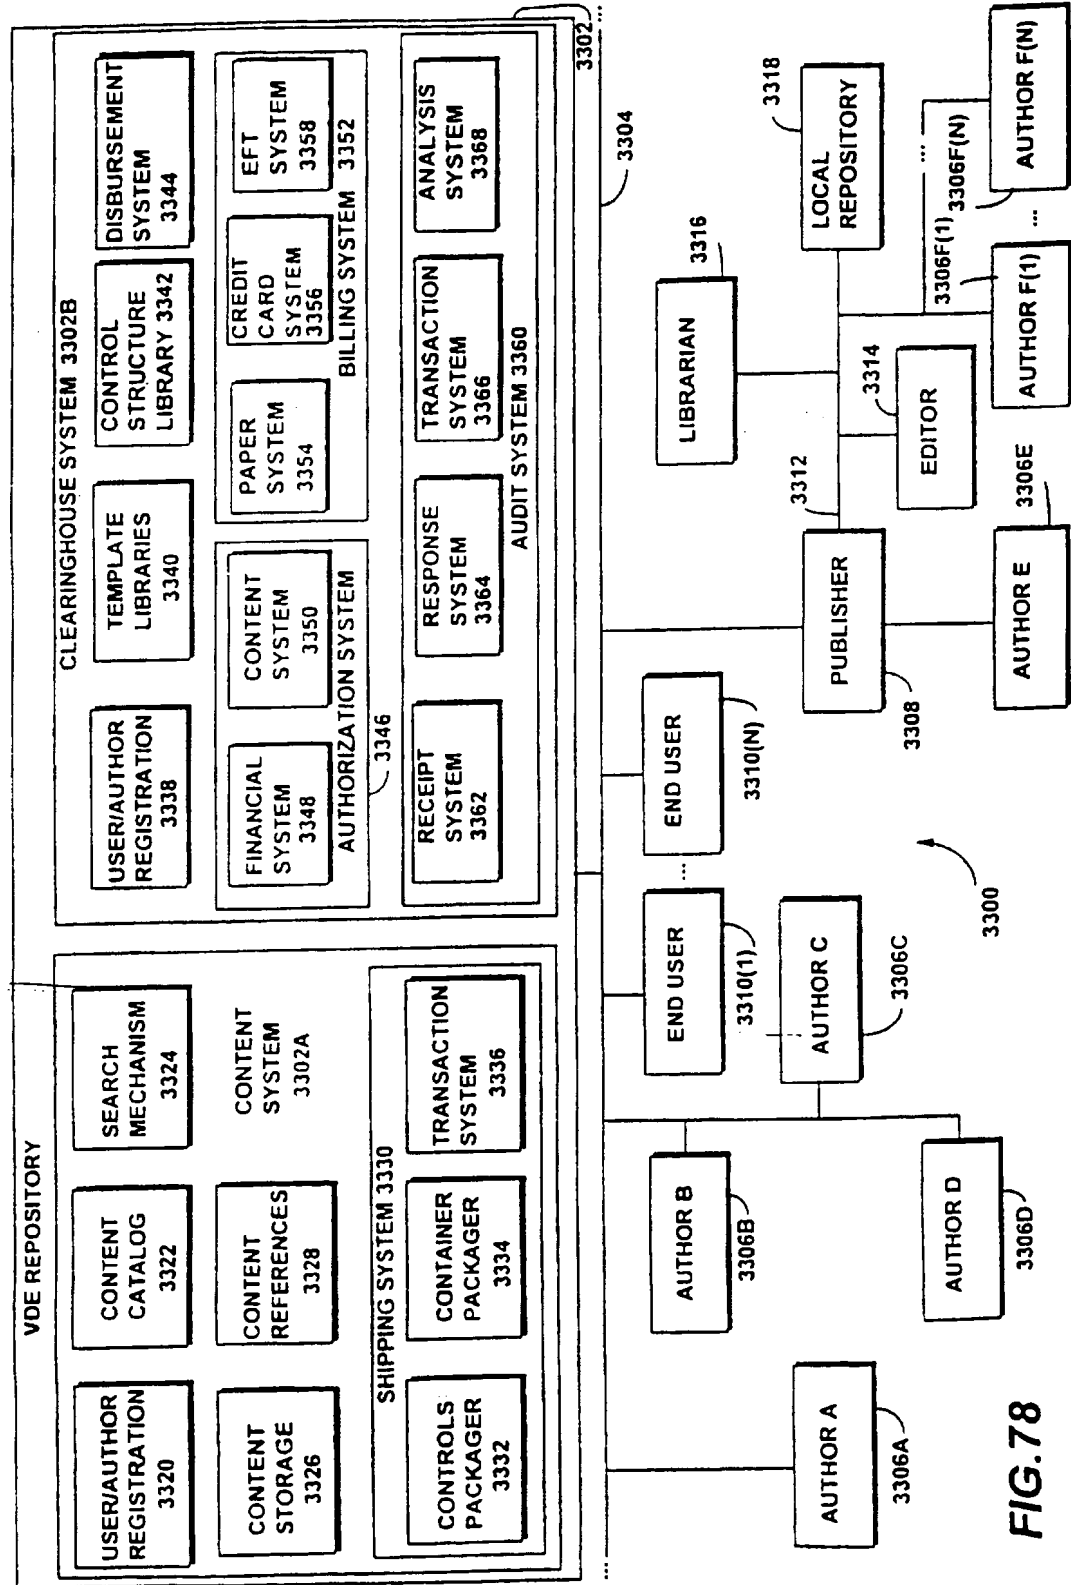 VDE REPOSITORY
3302
USER/AUTHOR
REGISTRATION
3320
CONTENT
CATALOG
3322
SEARCH
MECHANISM
3324
CONTENT
STORAGE
3326
CONTENT
REFERENCES
3328
CONTENT
SYSTEM
3302A
SHIPPING SYSTEM 3330
CONTROLS
PACKAGER
3332
CONTAINER
PACKAGER
3334
TRANSACTION
SYSTEM
3336
CLEARINGHOUSE SYSTEM 3302B
USER/AUTHOR
REGISTRATION
3338
TEMPLATE
LIBRARIES
3340
CONTROL
STRUCTURE
LIBRARY 3342
DISBURSEMENT
SYSTEM
3344
FINANCIAL
SYSTEM
3348
CONTENT
SYSTEM
3350
AUTHORIZATION SYSTEM
3346
PAPER
SYSTEM
3354
CREDIT
CARD
SYSTEM
3356
EFT
SYSTEM
3358
BILLING SYSTEM 3352
RECEIPT
SYSTEM
3362
RESPONSE
SYSTEM
3364
TRANSACTION
SYSTEM
3366
ANALYSIS
SYSTEM
3368
AUDIT SYSTEM 3360
...
...
3304
AUTHOR A
3306A
AUTHOR B
3306B
AUTHOR C
3306C
AUTHOR D
3306D
END USER
3310(1)
...
END USER
3310(N)
PUBLISHER
3308
3312
AUTHOR E
3306E
LIBRARIAN
3316
EDITOR
3314
LOCAL
REPOSITORY
3318
AUTHOR F(1)
3306F(1)
...
...
AUTHOR F(N)
3306F(N)
3300
FIG.78